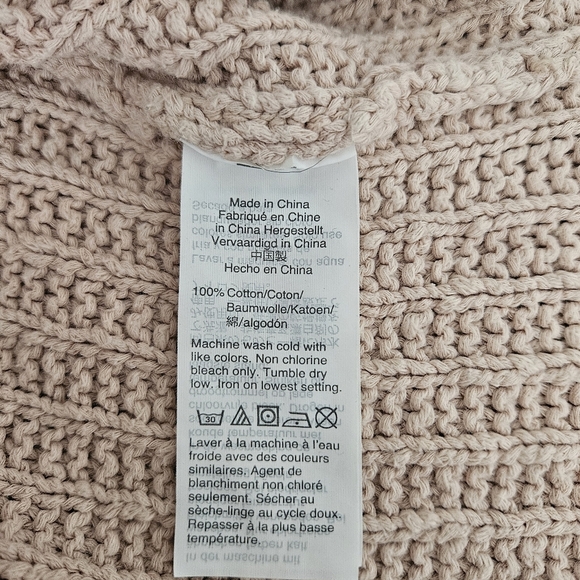 Made in China
Fabriqué en Chine
in China Hergestellt
Vervaardigd in China
中国製
Hecho en China
100% Cotton/Coton/
Baumwolle/Katoen/
綿/algodón
Machine wash cold with
like colors. Non chlorine
bleach only. Tumble dry
low. Iron on lowest setting.
30
Laver à la machine à l'eau
froide avec des couleurs
similaires. Agent de
blanchiment non chloré
seulement. Sécher au
sèche-linge au cycle doux.
Repasser à la plus basse
température.